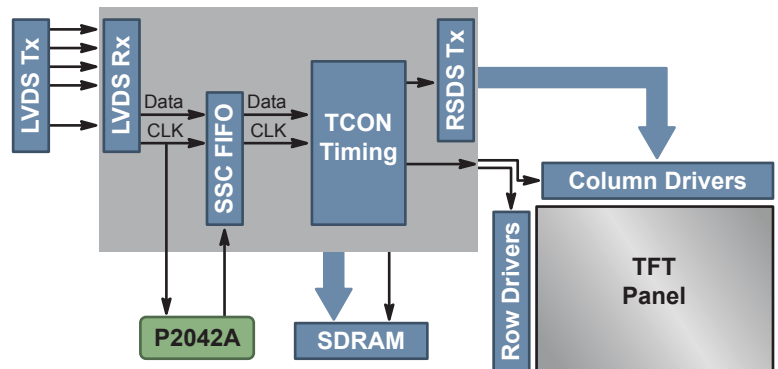 LVDS Tx
LVDS Rx
Data
CLK
SSC FIFO
Data
CLK
TCON
Timing
RSDS Tx
Column Drivers
Row Drivers
TFT
Panel
P2042A
SDRAM